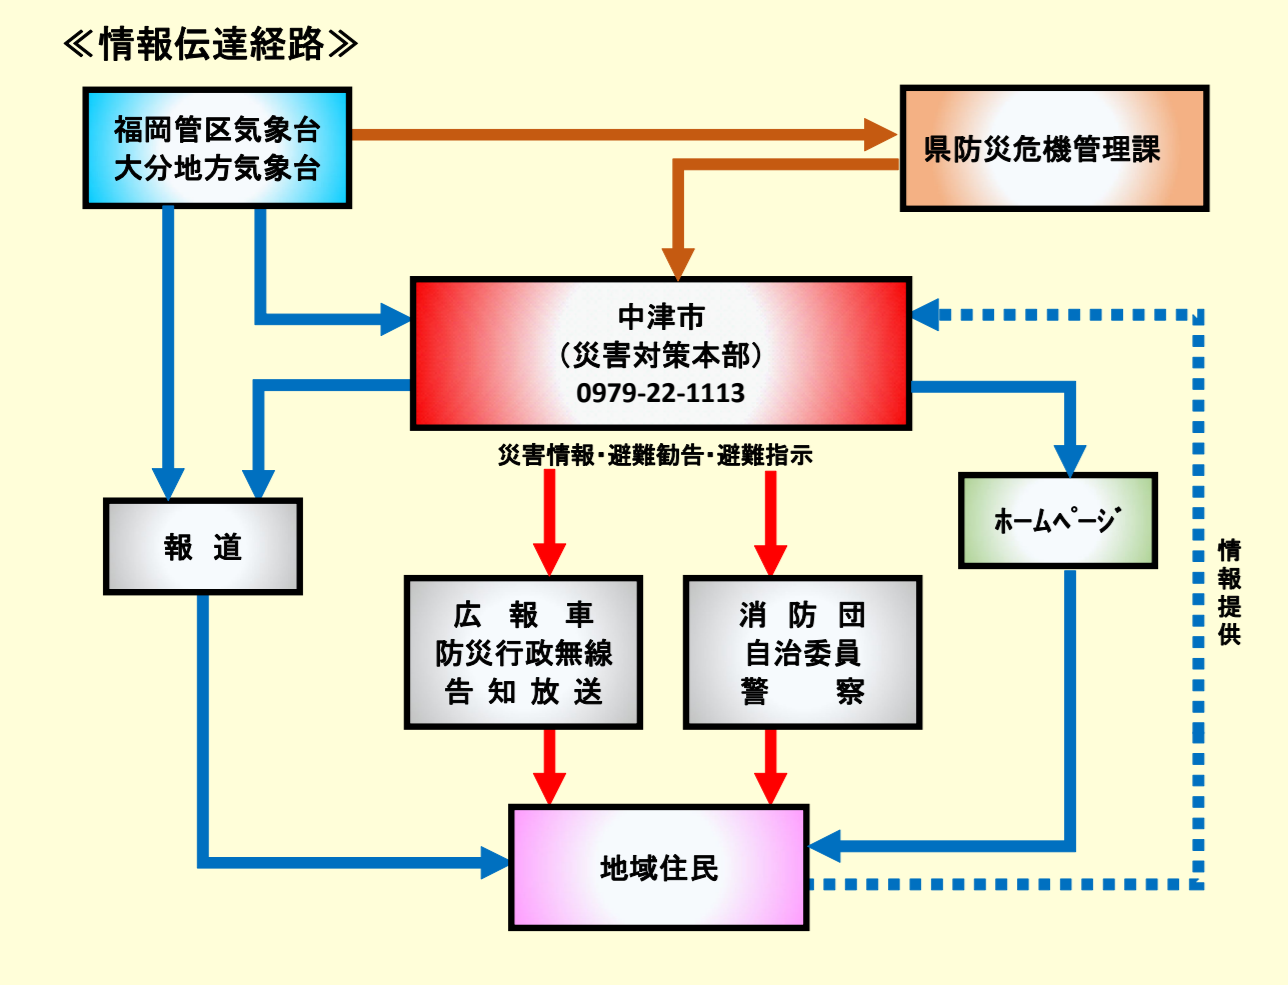 ≪情報伝達経路≫
福岡管区気象台
大分地方気象台
県防災危機管理課
中津市
（災害対策本部）
0979-22-1113
災害情報・避難勧告・避難指示
報　道
ﾎｰﾑﾍﾟｰｼﾞ
情報提供
広　報　車
防災行政無線
告 知 放 送
消　防　団
自治委員
警　　察
地域住民